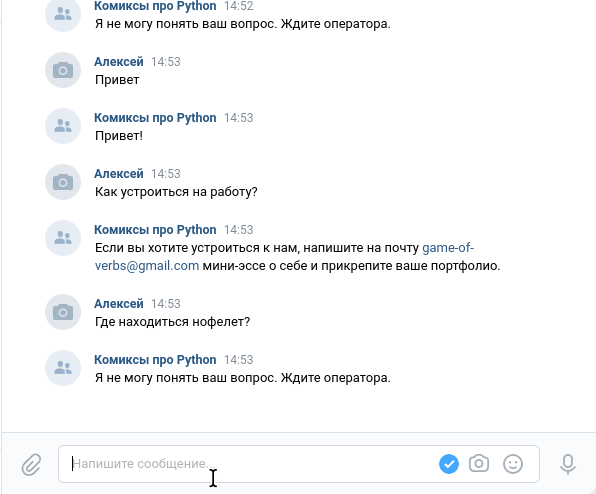 Комиксы про Python 14:52
Я не могу понять ваш вопрос. Ждите оператора.
Алексей 14:53
Привет
Комиксы про Python 14:53
Привет!
Алексей 14:53
Как устроиться на работу?
Комиксы про Python 14:53
Если вы хотите устроиться к нам, напишите на почту game-of-
verbs@gmail.com мини-эссе о себе и прикрепите ваше портфолио.
Алексей 14:53
Где находиться нофелет?
Комиксы про Python 14:53
Я не могу понять ваш вопрос. Ждите оператора.
Напишите сообщение...